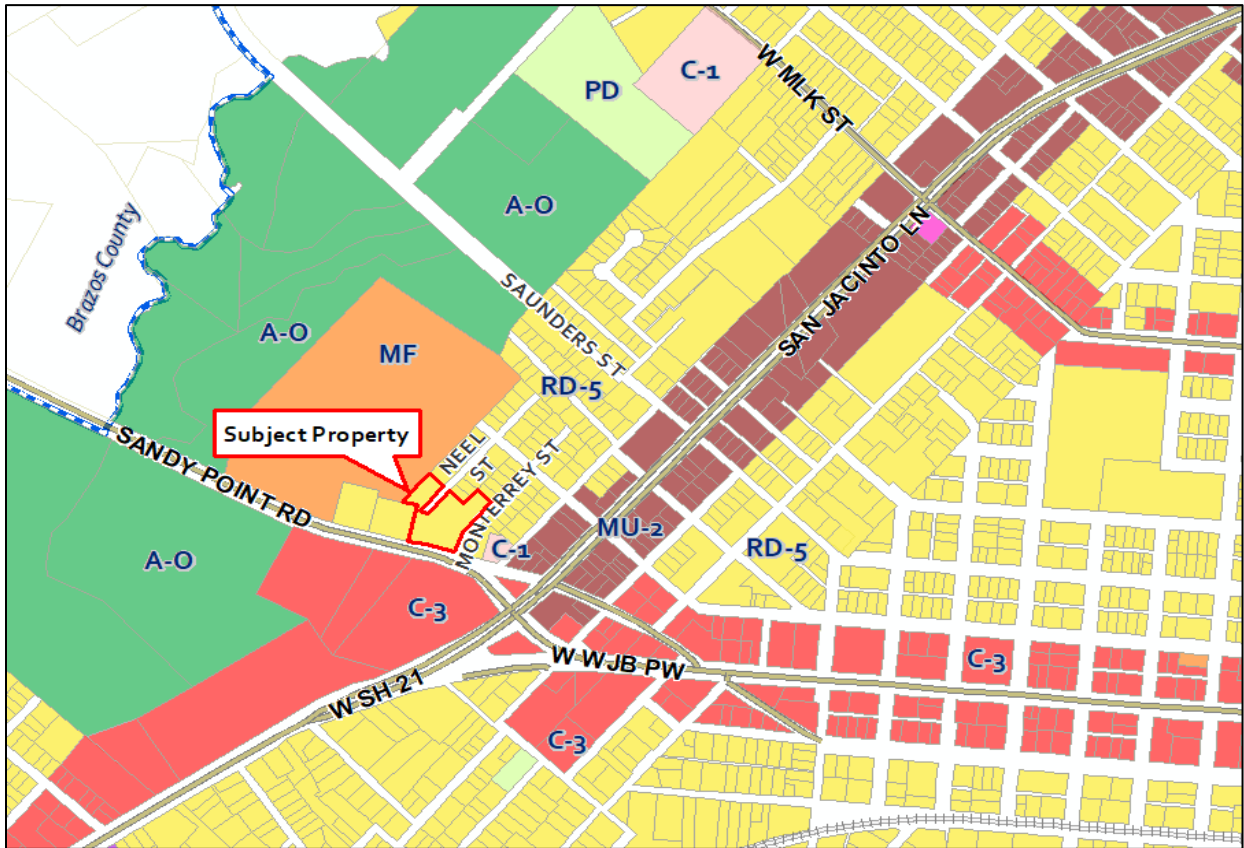 W MLK ST
C-1
PD
A-O
Brazos County
SAN JACINTO LN
SAUNDERS ST
A-O
MF
RD-5
Subject Property
NEEL
ST
MONTERREY ST
SANDY POINT RD
MU-2
RD-5
C-1
A-O
C-3
W WJB PW
C-3
W SH 21
C-3